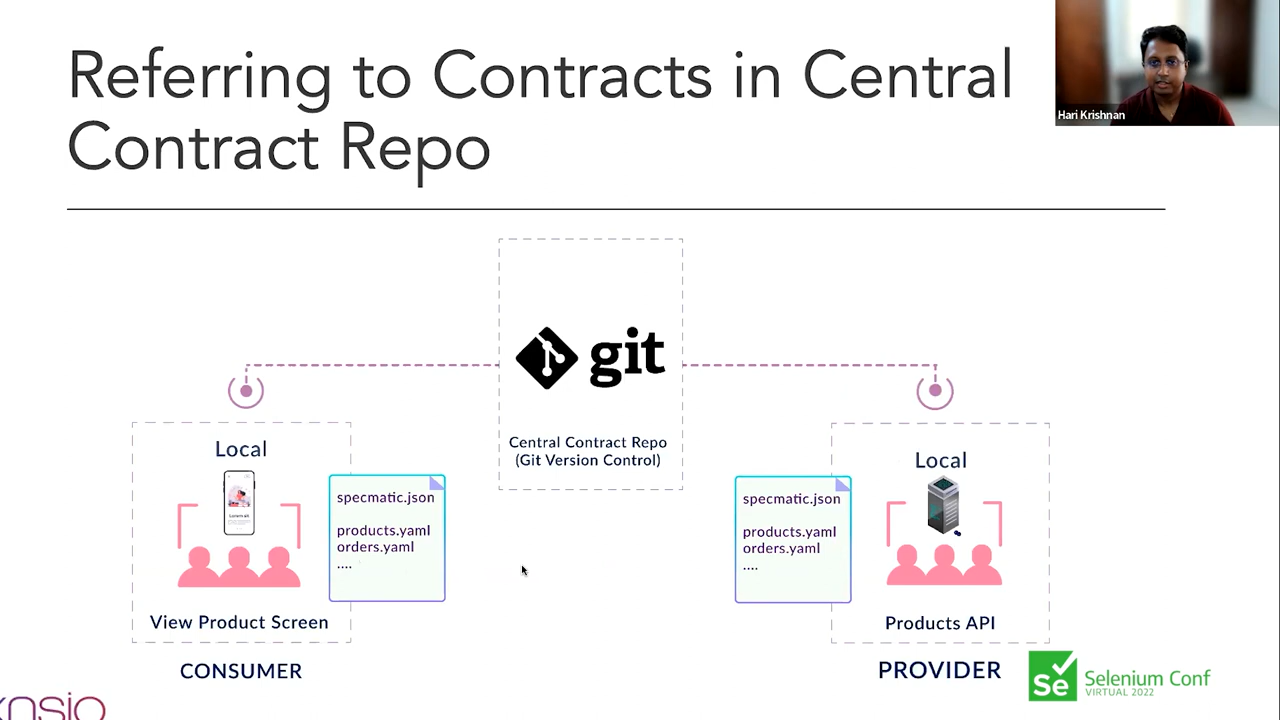 Referring to Contracts in Central
Contract Repo
Hari Krishnan
git
Central Contract Repo
(Git Version Control)
Local
specmatic.json
products.yaml
orders.yaml
....
View Product Screen
CONSUMER
Local
specmatic.json
products.yaml
orders.yaml
....
Products API
PROVIDER
Se
Selenium Conf
VIRTUAL 2022